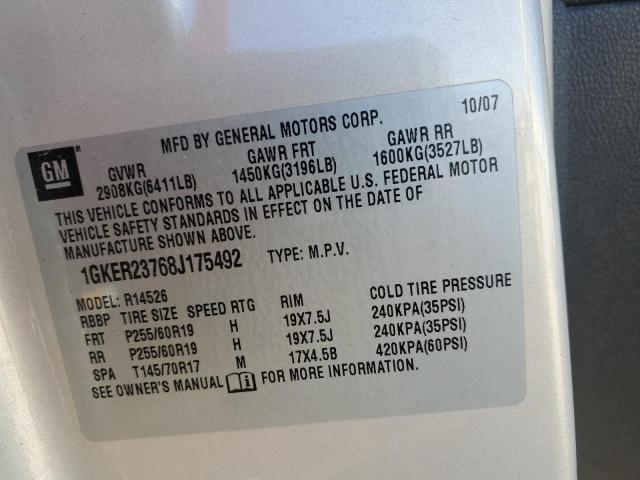 10/07
GM
MFD BY GENERAL MOTORS CORP.
GVWR GAWR FRT GAWR RR
2908KG(6411LB) 1450KG(3196LB) 1600KG(3527LB)
THIS VEHICLE CONFORMS TO ALL APPLICABLE U.S. FEDERAL MOTOR
VEHICLE SAFETY STANDARDS IN EFFECT ON THE DATE OF
MANUFACTURE SHOWN ABOVE.
1GKER23768J175492 TYPE: M.P.V.
MODEL: R14526
RBBP TIRE SIZE SPEED RTG RIM COLD TIRE PRESSURE
FRT P255/60R19 H 19X7.5J 240KPA(35PSI)
RR P255/60R19 H 19X7.5J 240KPA(35PSI)
SPA T145/70R17 M 17X4.5B 420KPA(60PSI)
SEE OWNER'S MANUAL FOR MORE INFORMATION.